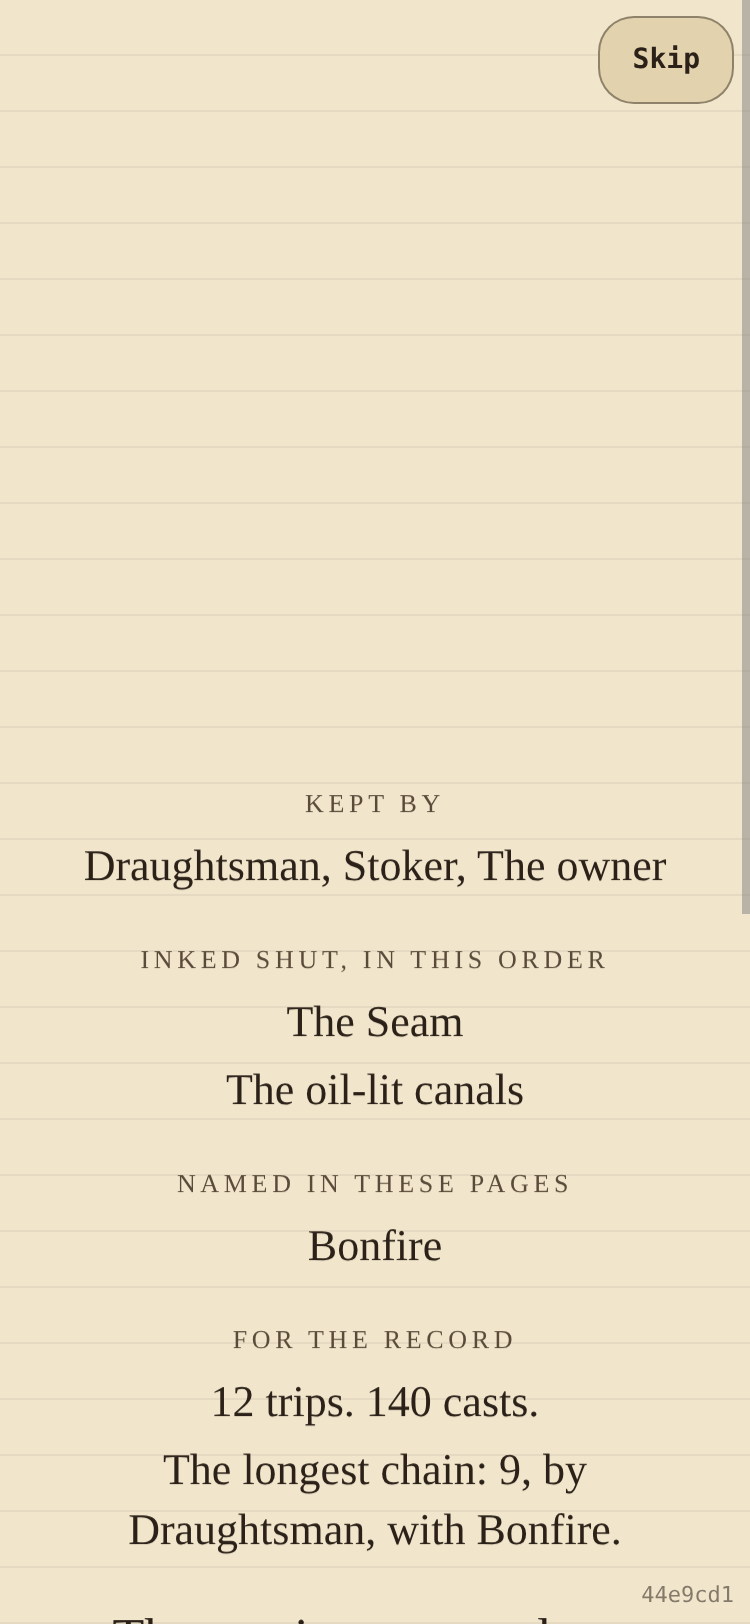 Skip
KEPT BY
Draughtsman, Stoker, The owner
INKED SHUT, IN THIS ORDER
The Seam
The oil-lit canals
NAMED IN THESE PAGES
Bonfire
FOR THE RECORD
12 trips. 140 casts.
The longest chain: 9, by
Draughtsman, with Bonfire.
44e9cd1